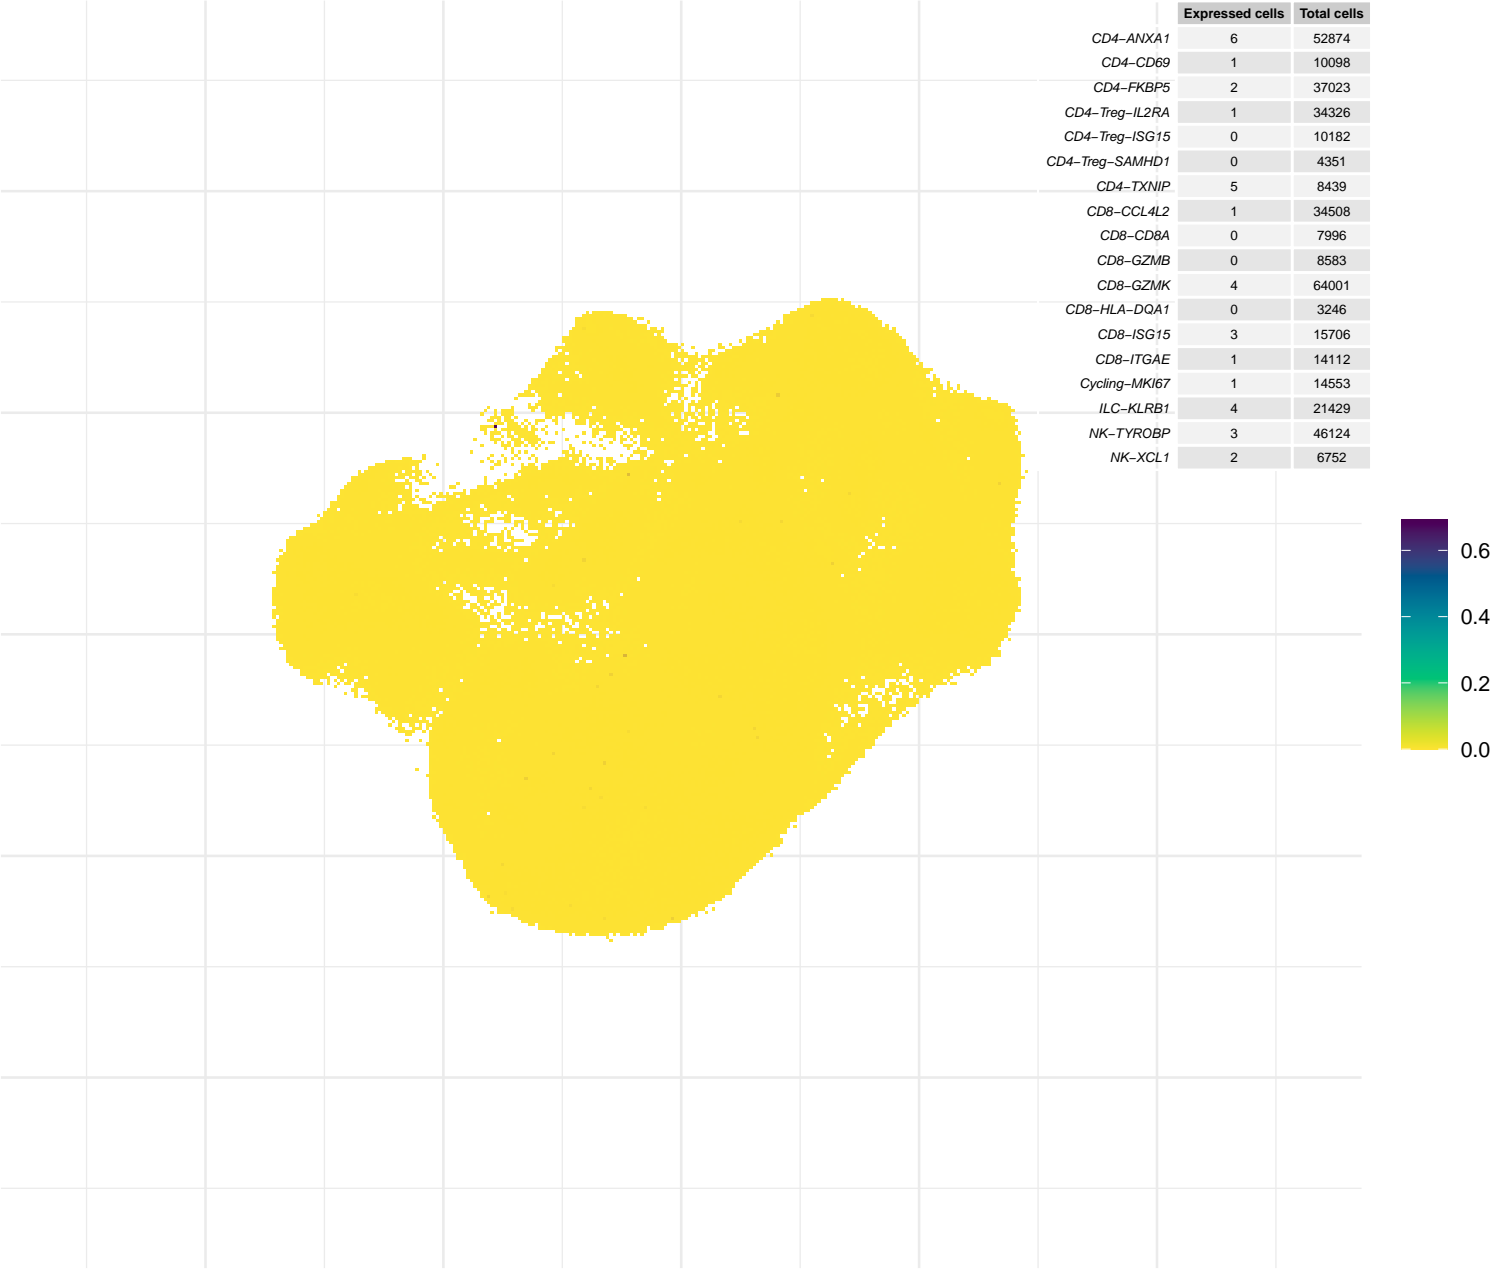 Expressed cells Total cells
CD4−ANXA1 6 52874
CD4−CD69 1 10098
CD4−FKBP5 2 37023
CD4−Treg−IL2RA 1 34326
CD4−Treg−ISG15 0 10182
CD4−Treg−SAMHD1 0 4351
CD4−TXNIP 5 8439
CD8−CCL4L2 1 34508
CD8−CD8A 0 7996
CD8−GZMB 0 8583
CD8−GZMK 4 64001
CD8−HLA−DQA1 0 3246
CD8−ISG15 3 15706
CD8−ITGAE 1 14112
Cycling−MKI67 1 14553
ILC−KLRB1 4 21429
NK−TYROBP 3 46124
NK−XCL1 2 6752
0.6
0.4
0.2
0.0